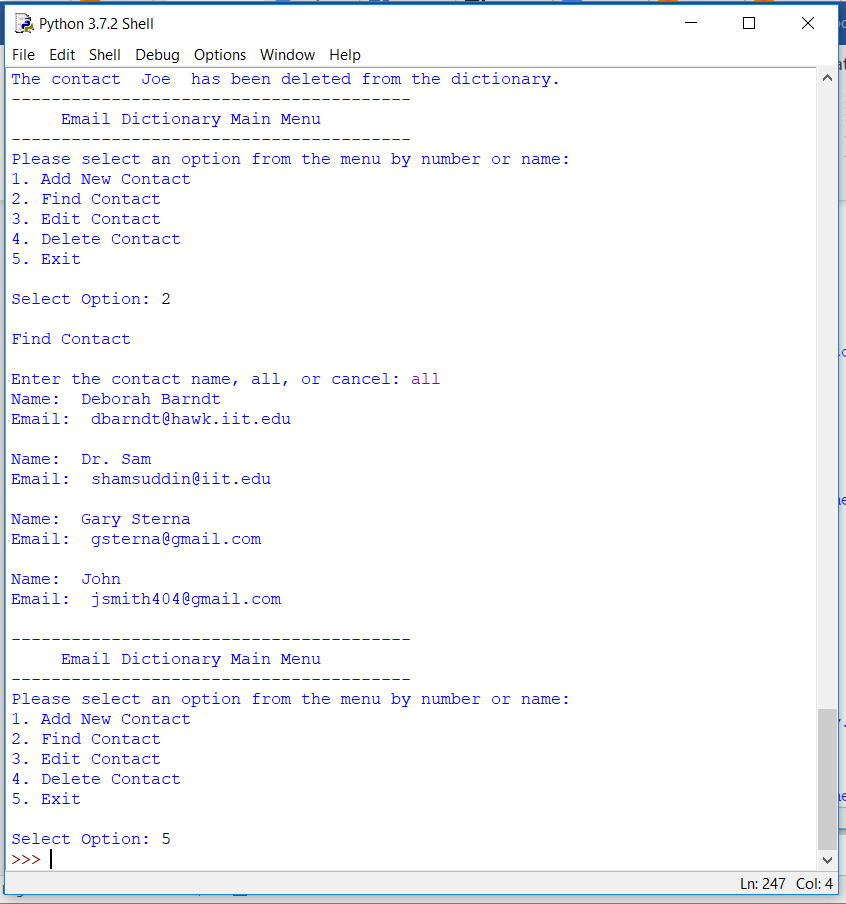 Python 3.7.2 Shell
File Edit Shell Debug Options Window Help
The contact  Joe  has been deleted from the dictionary.
----------------------------------------
     Email Dictionary Main Menu
----------------------------------------
Please select an option from the menu by number or name:
1. Add New Contact
2. Find Contact
3. Edit Contact
4. Delete Contact
5. Exit
Select Option: 2
Find Contact
Enter the contact name, all, or cancel: all
Name:  Deborah Barndt
Email:  dbarndt@hawk.iit.edu
Name:  Dr. Sam
Email:  shamsuddin@iit.edu
Name:  Gary Sterna
Email:  gsterna@gmail.com
Name:  John
Email:  jsmith404@gmail.com
----------------------------------------
     Email Dictionary Main Menu
----------------------------------------
Please select an option from the menu by number or name:
1. Add New Contact
2. Find Contact
3. Edit Contact
4. Delete Contact
5. Exit
Select Option: 5
>>>
Ln: 247 Col: 4